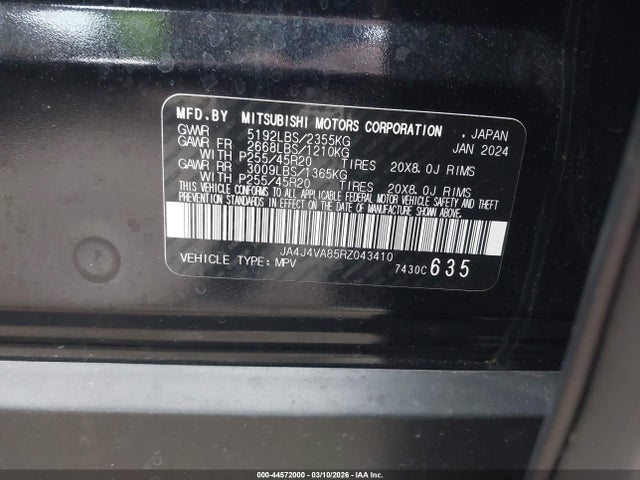 MFD.BY MITSUBISHI MOTORS CORPORATION , JAPAN
GVWR 5192LBS/2355KG JAN 2024
GAWR FR 2668LBS/1210KG
WITH P255/45R20 TIRES 20X8.0J RIMS
GAWR RR 3009LBS/1365KG
WITH P255/45R20 TIRES 20X8.0J RIMS
THIS VEHICLE CONFORMS TO ALL APPLICABLE FEDERAL MOTOR VEHICLE SAFETY AND THEFT
PREVENTION STANDARDS IN EFFECT ON THE DATE OF MANUFACTURE SHOWN ABOVE.
JA4J4VA85RZ043410
VEHICLE TYPE: MPV 7430C 635
000-44572000 - 03/10/2026 - IAA Inc.